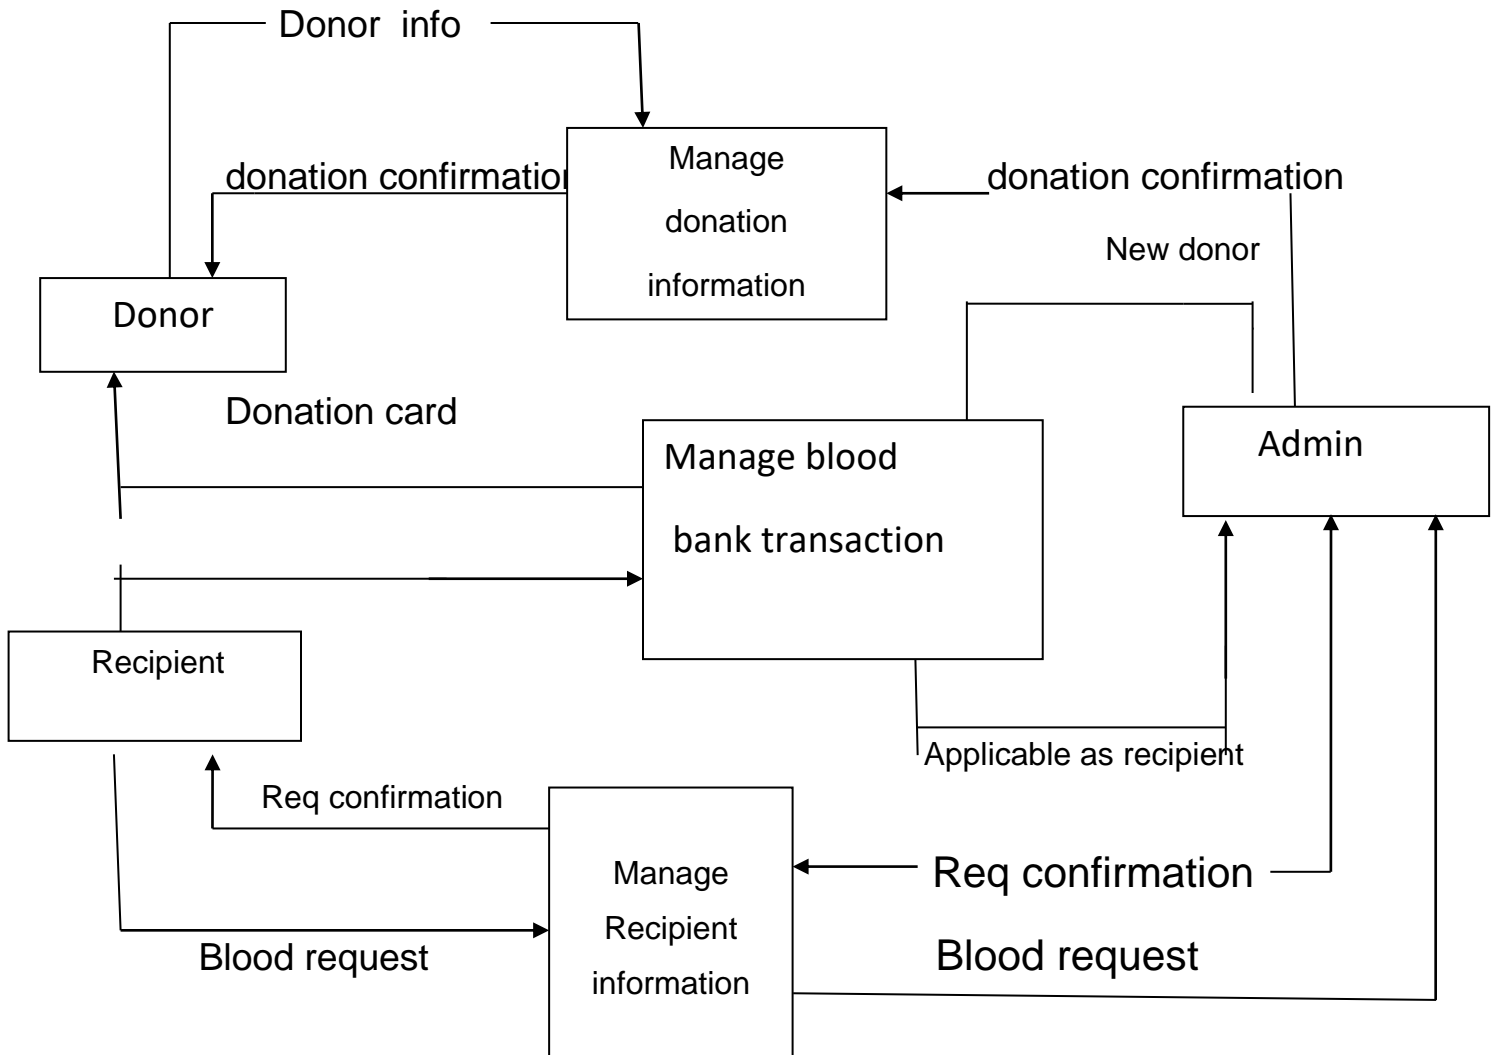 Donor info
donation confirmation
Manage
donation
information
donation confirmation
New donor
Donor
Donation card
Manage blood
bank transaction
Admin
Recipient
Applicable as recipient
Req confirmation
Manage
Recipient
information
Req confirmation
Blood request
Blood request